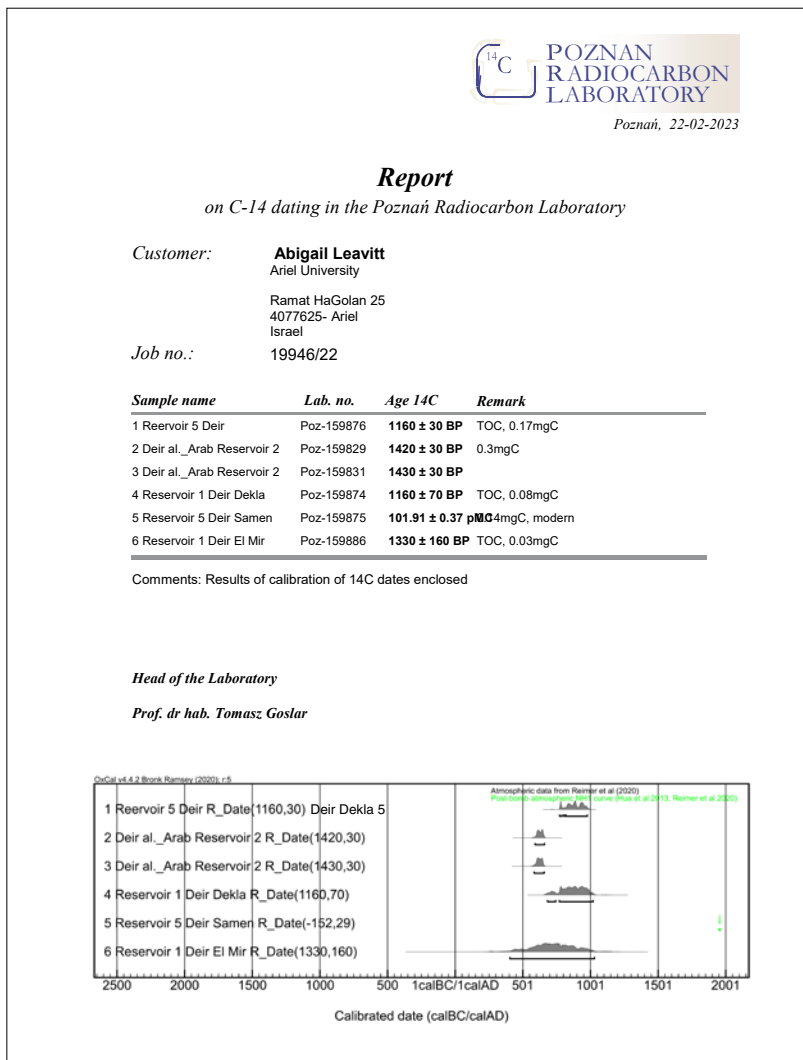 14C
POZNAN
RADIOCARBON
LABORATORY
Poznań, 22-02-2023
Report
on C-14 dating in the Poznań Radiocarbon Laboratory
Customer: Abigail Leavitt
Ariel University
Ramat HaGolan 25
4077625- Ariel
Israel
Job no.: 19946/22
Sample name Lab. no. Age 14C Remark
1 Reervoir 5 Deir Poz-159876 1160 ± 30 BP TOC, 0.17mgC
2 Deir al._Arab Reservoir 2 Poz-159829 1420 ± 30 BP 0.3mgC
3 Deir al._Arab Reservoir 2 Poz-159831 1430 ± 30 BP
4 Reservoir 1 Deir Dekla Poz-159874 1160 ± 70 BP TOC, 0.08mgC
5 Reservoir 5 Deir Samen Poz-159875 101.91 ± 0.37 pMC modern
6 Reservoir 1 Deir El Mir Poz-159886 1330 ± 160 BP TOC, 0.03mgC
Comments: Results of calibration of 14C dates enclosed
Head of the Laboratory
Prof. dr hab. Tomasz Goslar
OxCal v4.4.2 Bronk Ramsey (2020); r:5
Atmospheric data from Reimer et al (2020)
Post-bomb atmospheric NH1 curve (Hua et al 2013, Reimer et al 2020)
1 Reervoir 5 Deir R_Date(1160,30) Deir Dekla 5
2 Deir al._Arab Reservoir 2 R_Date(1420,30)
3 Deir al._Arab Reservoir 2 R_Date(1430,30)
4 Reservoir 1 Deir Dekla R_Date(1160,70)
5 Reservoir 5 Deir Samen R_Date(-152,29)
6 Reservoir 1 Deir El Mir R_Date(1330,160)
2500 2000 1500 1000 500 1calBC/1calAD 501 1001 1501 2001
Calibrated date (calBC/calAD)